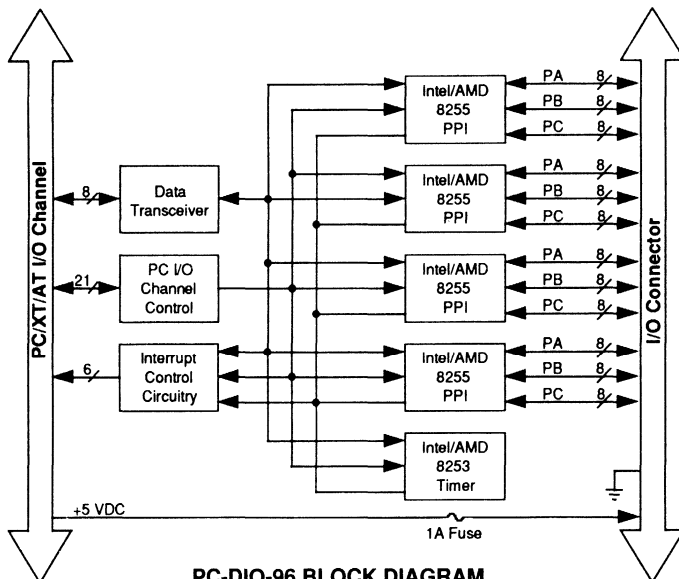 PC/XT/AT I/O Channel
8
Data
Transceiver
21
PC I/O
Channel
Control
6
Interrupt
Control
Circuitry
Intel/AMD
8255
PPI
PA 8
PB 8
PC 8
Intel/AMD
8255
PPI
PA 8
PB 8
PC 8
Intel/AMD
8255
PPI
PA 8
PB 8
PC 8
Intel/AMD
8255
PPI
PA 8
PB 8
PC 8
Intel/AMD
8253
Timer
I/O Connector
+5 VDC
1A Fuse
PC-DIO-96 BLOCK DIAGRAM